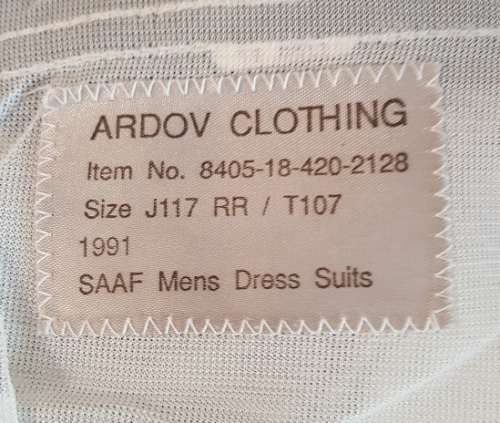 ARDOV CLOTHING
Item No. 8405-18-420-2128
Size J117 RR / T107
1991
SAAF Mens Dress Suits